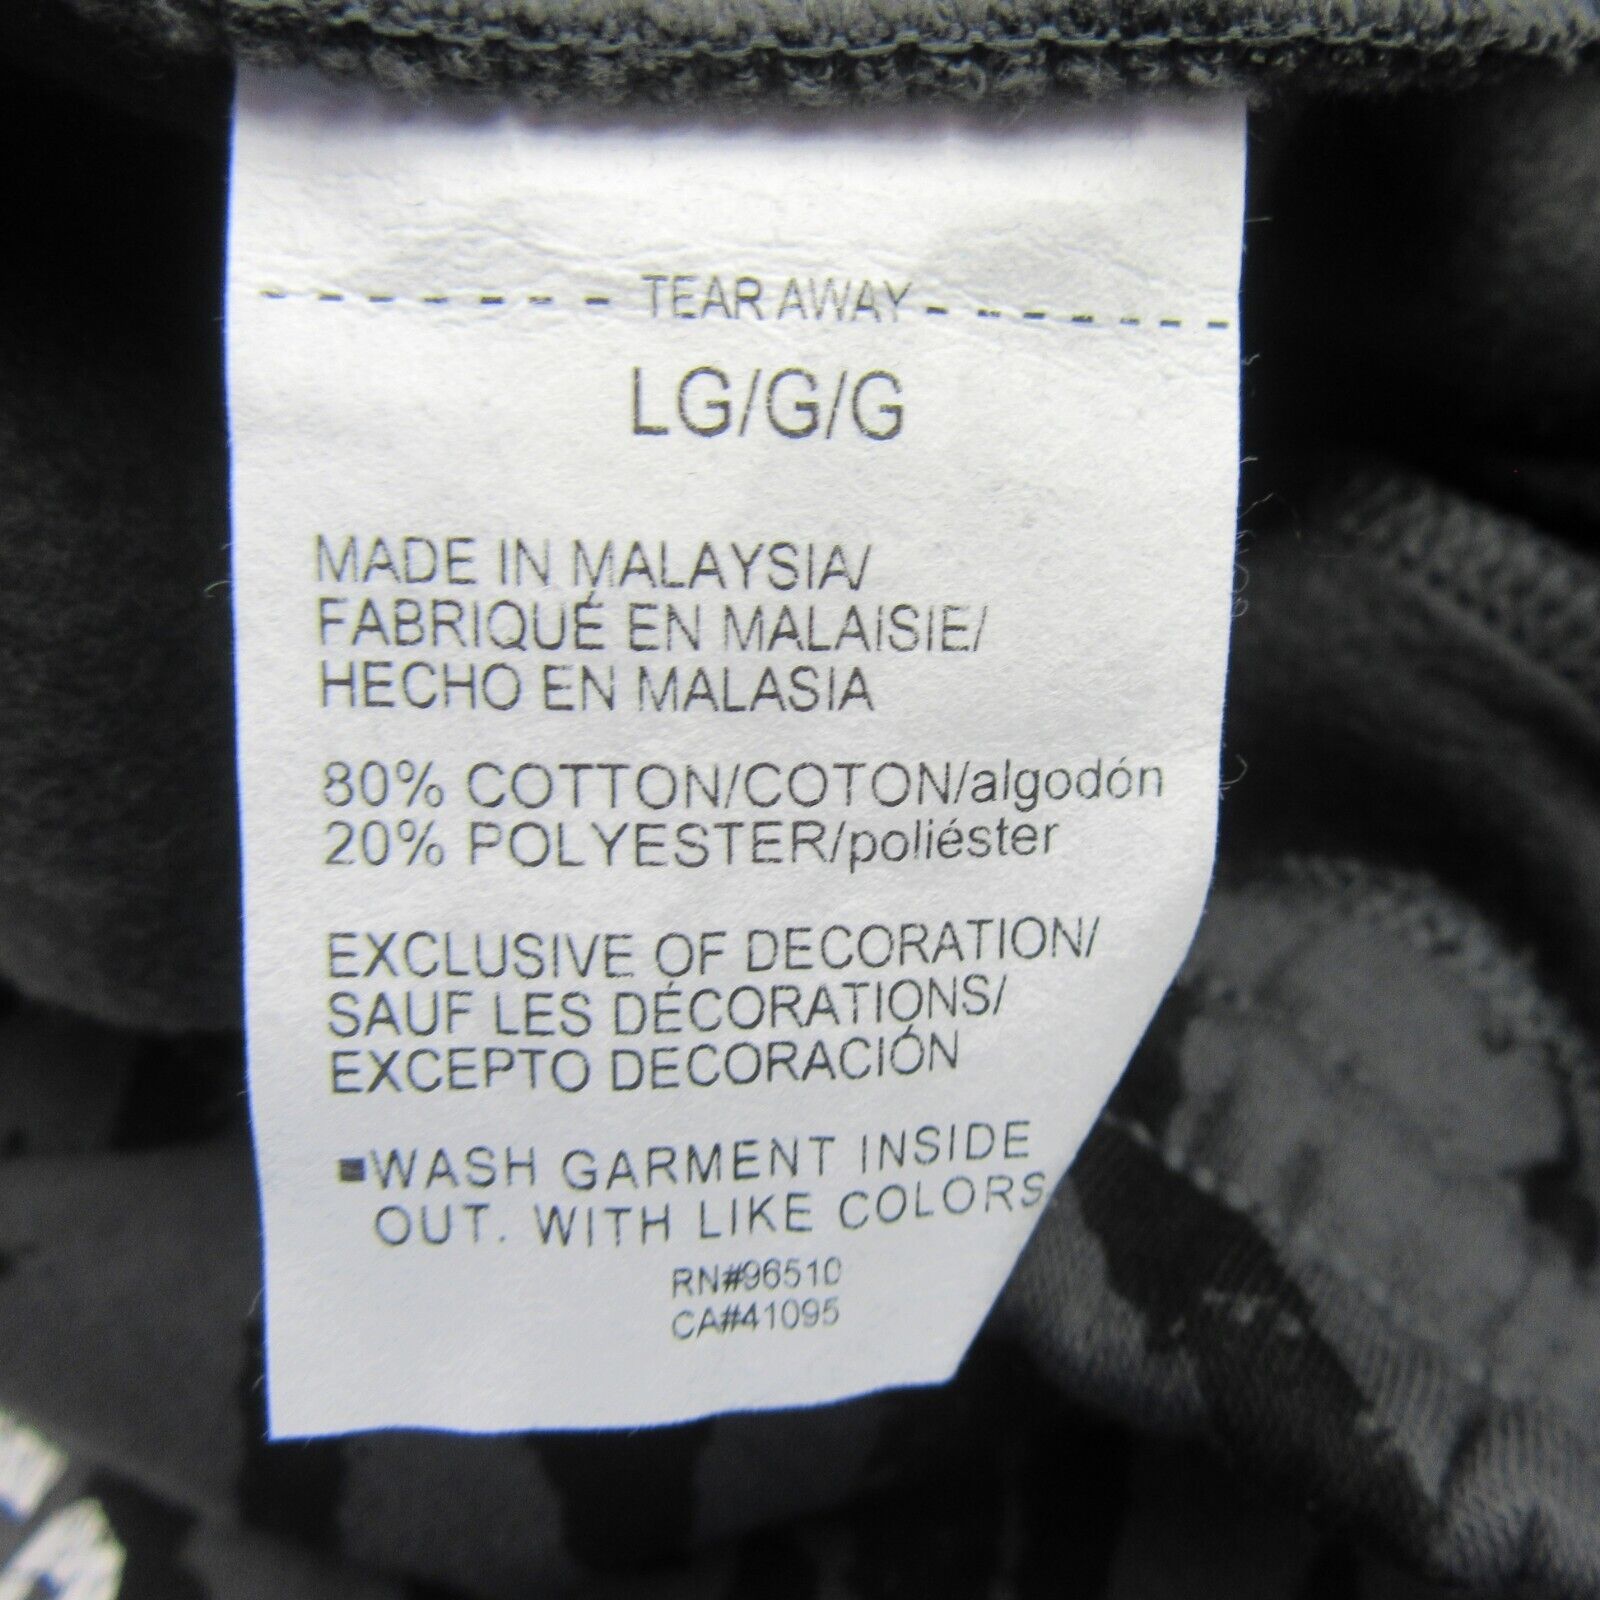 TEAR AWAY
LG/G/G
MADE IN MALAYSIA/
FABRIQUÉ EN MALAISIE/
HECHO EN MALASIA
80% COTTON/COTON/algodón
20% POLYESTER/poliéster
EXCLUSIVE OF DECORATION/
SAUF LES DÉCORATIONS/
EXCEPTO DECORACIÓN
■WASH GARMENT INSIDE
OUT. WITH LIKE COLORS
RN#96510
CA#41095